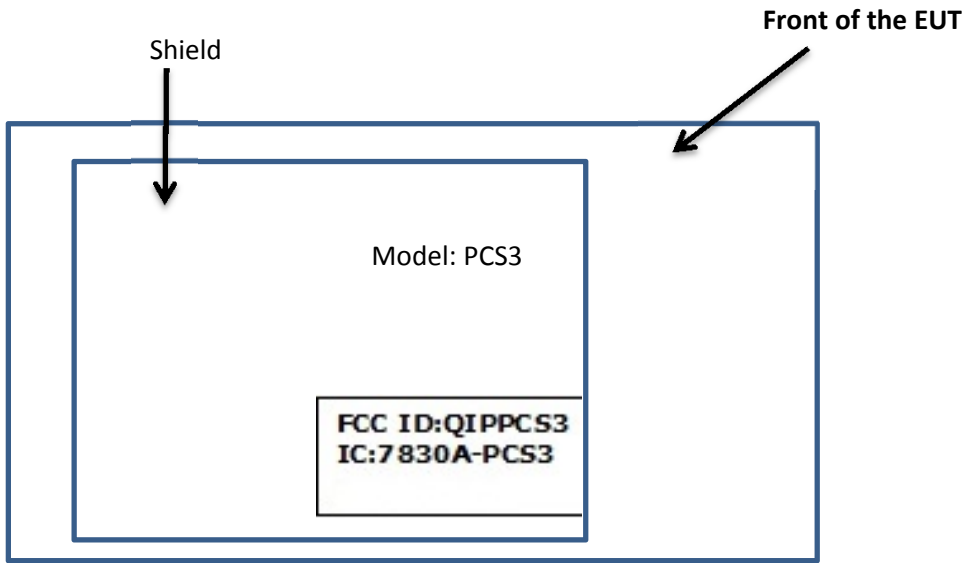 Front of the EUT
Shield
Model: PCS3
FCC ID:QIPPCS3
IC:7830A-PCS3